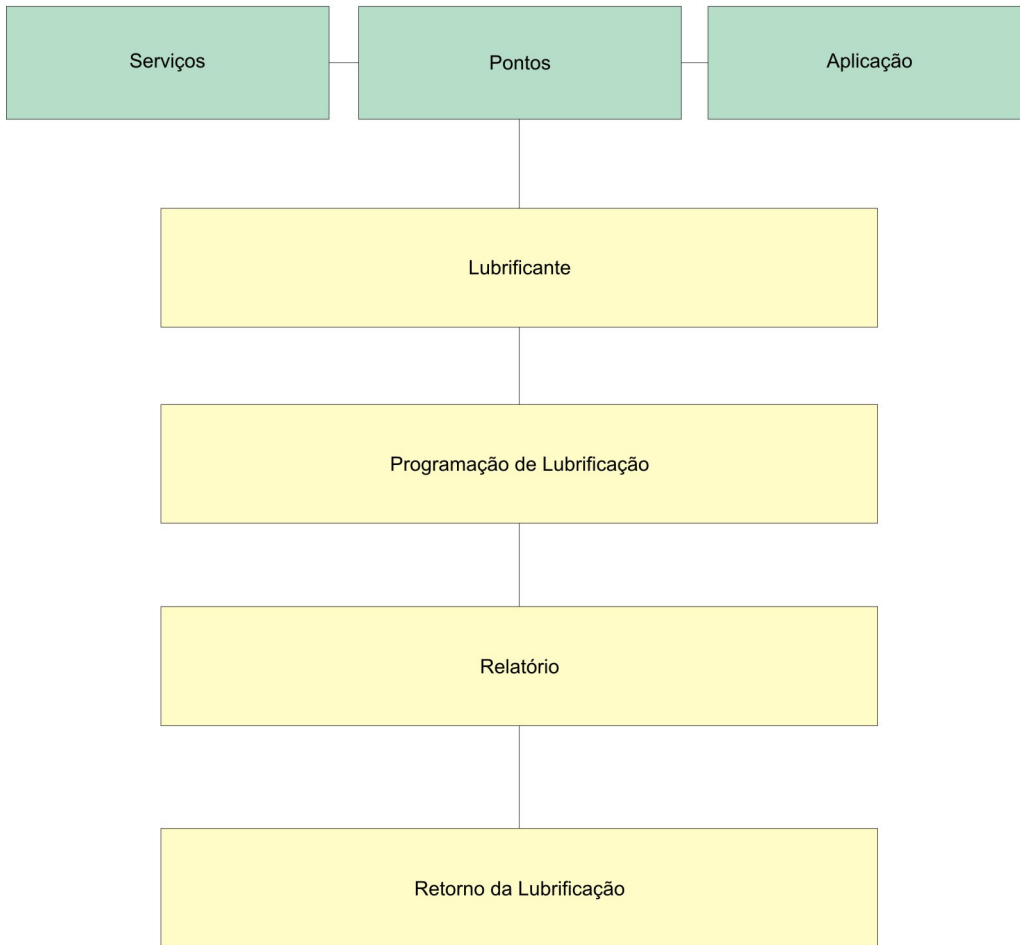 Serviços
Pontos
Aplicação
Lubrificante
Programação de Lubrificação
Relatório
Retorno da Lubrificação